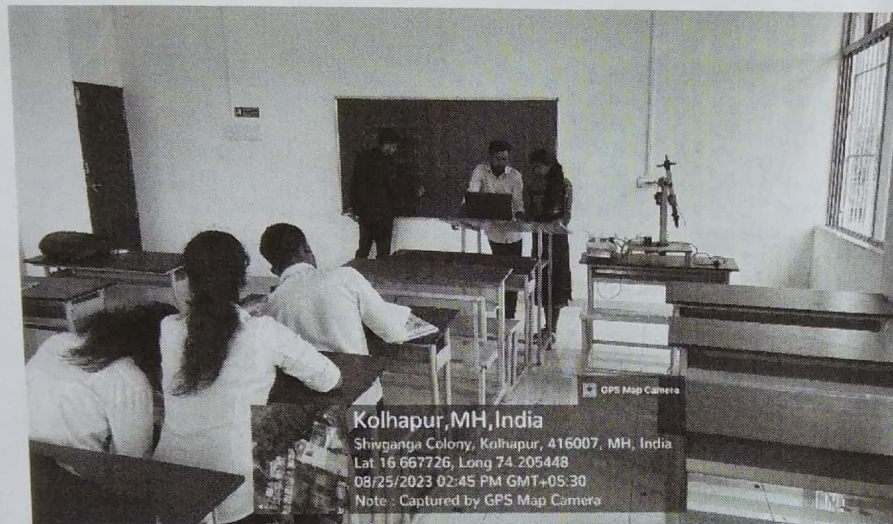 GPS Map Camera
Kolhapur,MH,India
Shivganga Colony, Kolhapur, 416007, MH, India
Lat 16.667726, Long 74.205448
08/25/2023 02:45 PM GMT+05:30
Note : Captured by GPS Map Camera